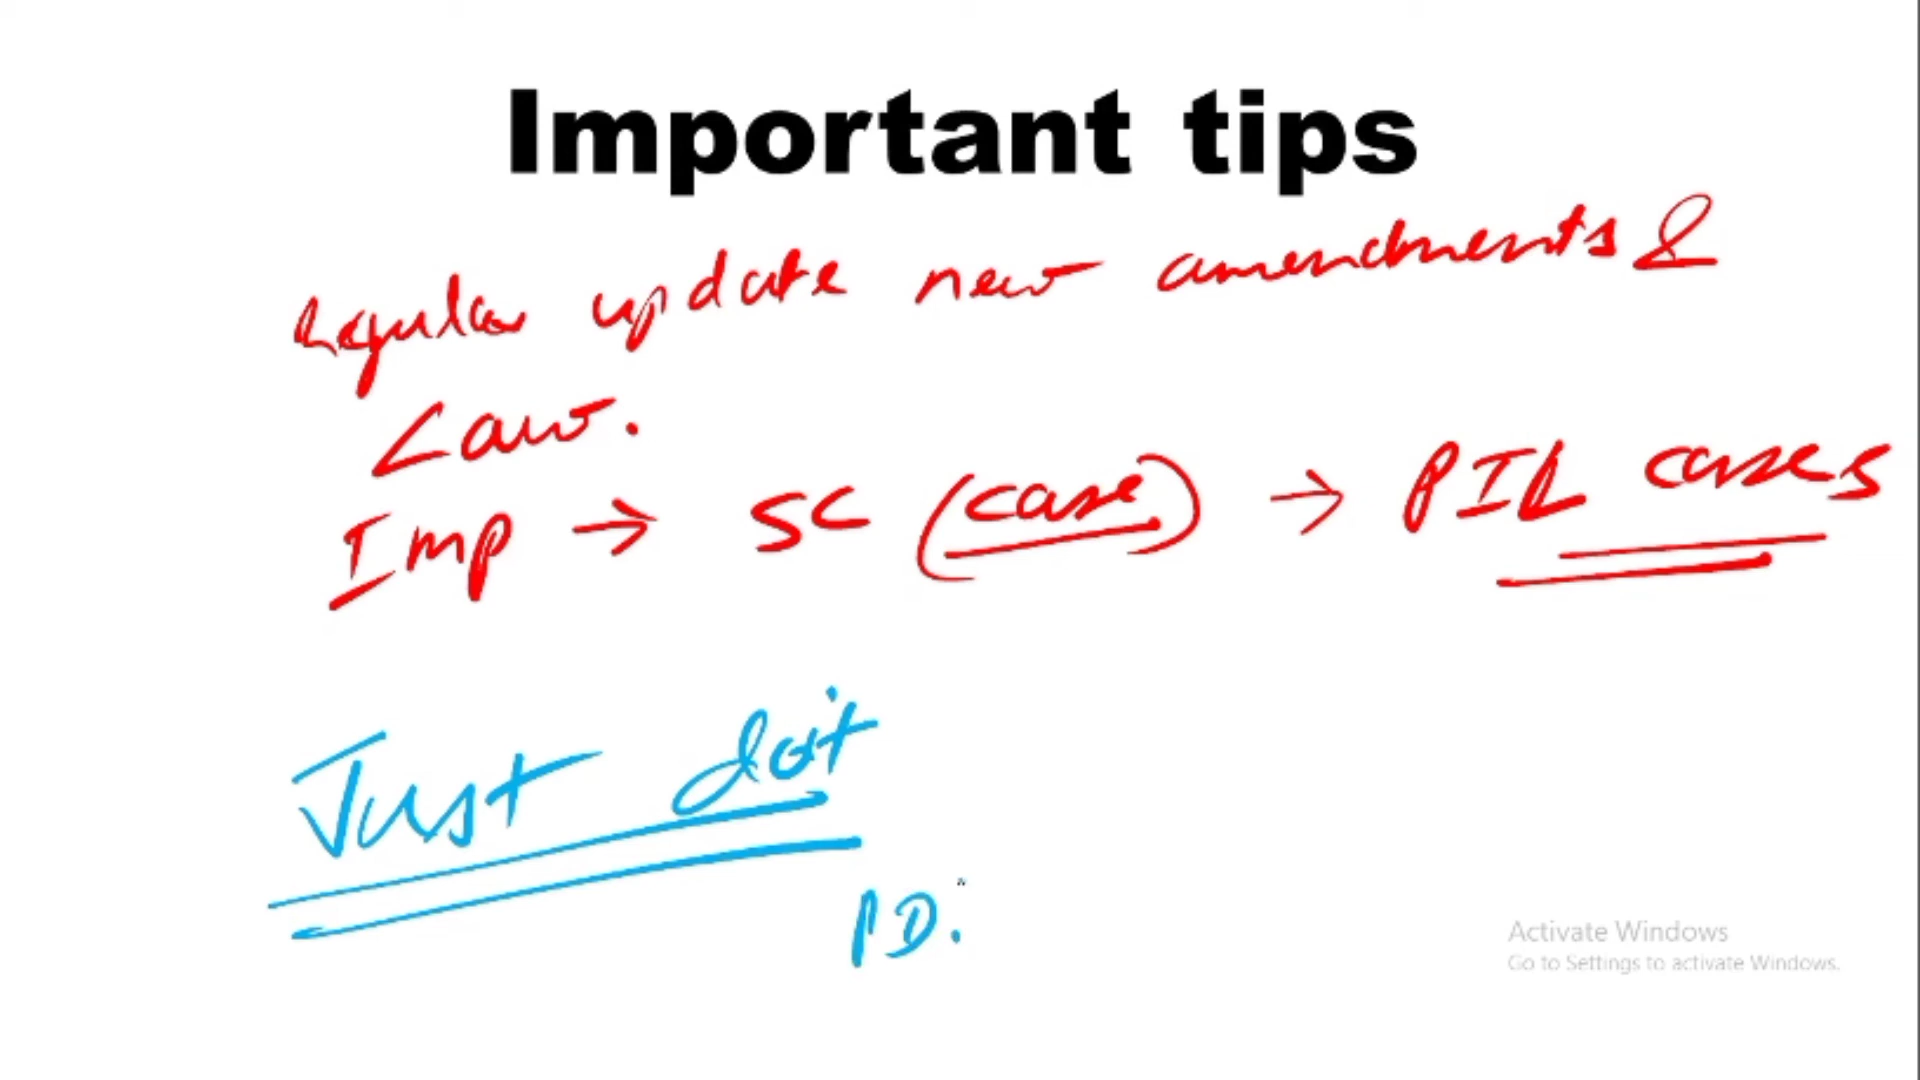 Important tips
Regular update new amendments &
Law.
Imp → SC (case) → PIL cases
Just do it
PD.
Activate Windows
Go to Settings to activate Windows.